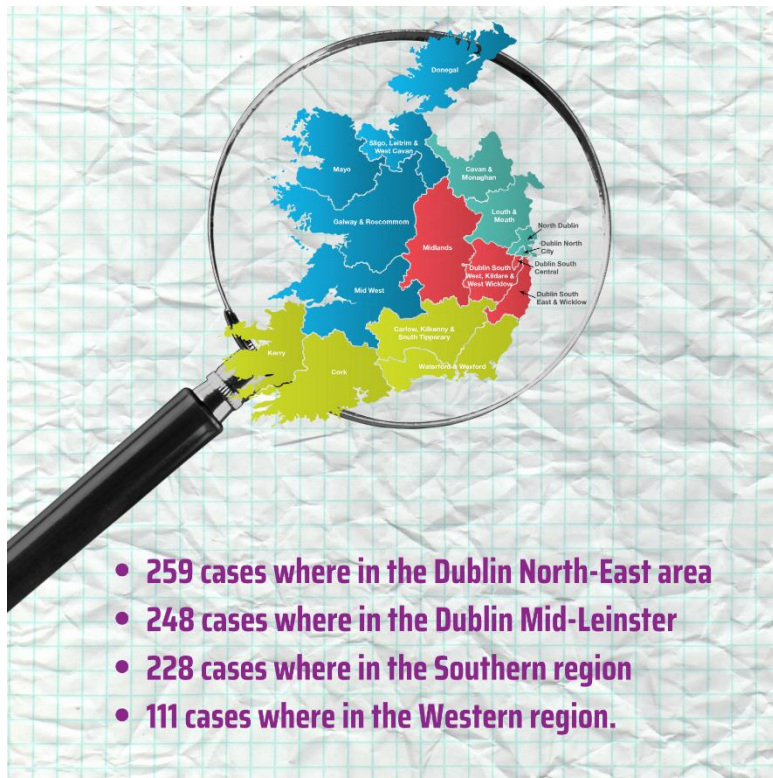 Donegal
Sligo, Leitrim &
West Cavan
Mayo
Cavan &
Monaghan
Galway & Roscommom
Louth &
Meath
North Dublin
Dublin North
City
Midlands
Dublin South
Central
Dublin South
West, Kildare &
West Wicklow
Mid West
Dublin South
East & Wicklow
Carlow, Kilkenny &
South Tipporary
Kerry
Cork
Waterford & Wexford
• 259 cases where in the Dublin North-East area
• 248 cases where in the Dublin Mid-Leinster
• 228 cases where in the Southern region
• 111 cases where in the Western region.